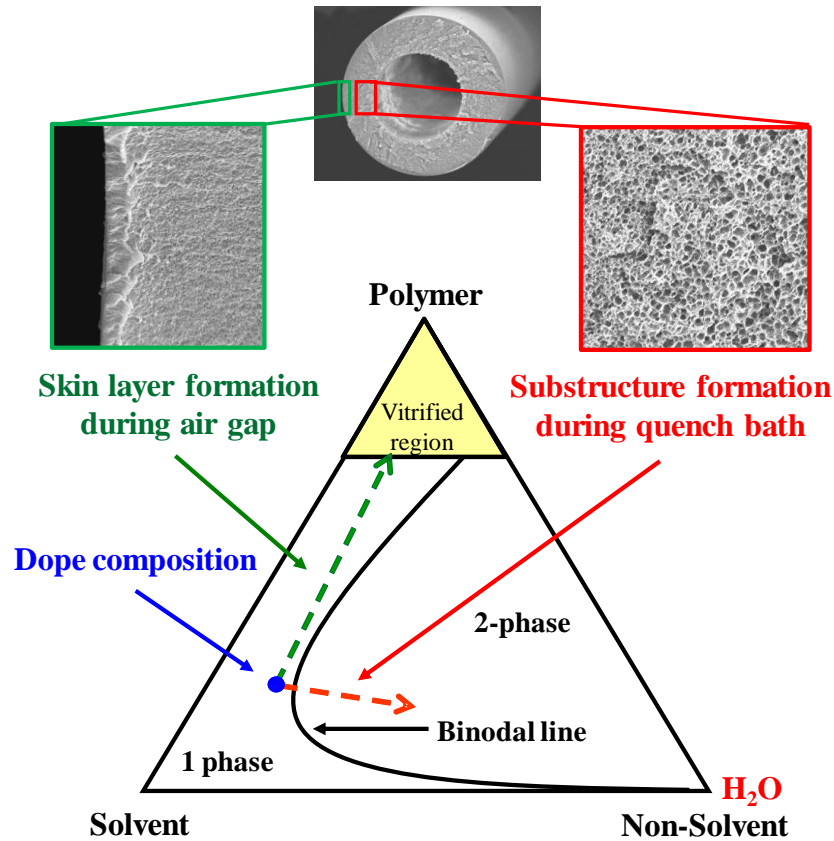 Polymer
Skin layer formation
during air gap
Substructure formation
during quench bath
Vitrified
region
Dope composition
2-phase
Binodal line
1 phase
H₂O
Solvent
Non-Solvent